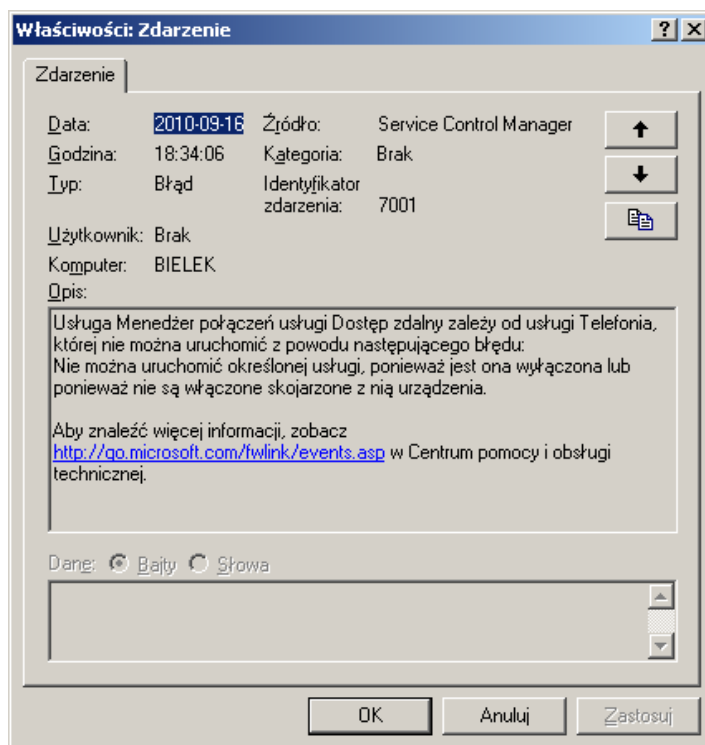 Właściwości: Zdarzenie
Zdarzenie
Data: 2010-09-16 Źródło: Service Control Manager
Godzina: 18:34:06 Kategoria: Brak
Typ: Błąd Identyfikator zdarzenia: 7001
Użytkownik: Brak
Komputer: BIELEK
Opis:
Usługa Menedżer połączeń usługi Dostęp zdalny zależy od usługi Telefonia,
której nie można uruchomić z powodu następującego błędu:
Nie można uruchomić określonej usługi, ponieważ jest ona wyłączona lub
ponieważ nie są włączone skojarzone z nią urządzenia.
Aby znaleźć więcej informacji, zobacz
http://go.microsoft.com/fwlink/events.asp w Centrum pomocy i obsługi
technicznej.
Dane: Bajty Słowa
OK Anuluj Zastosuj